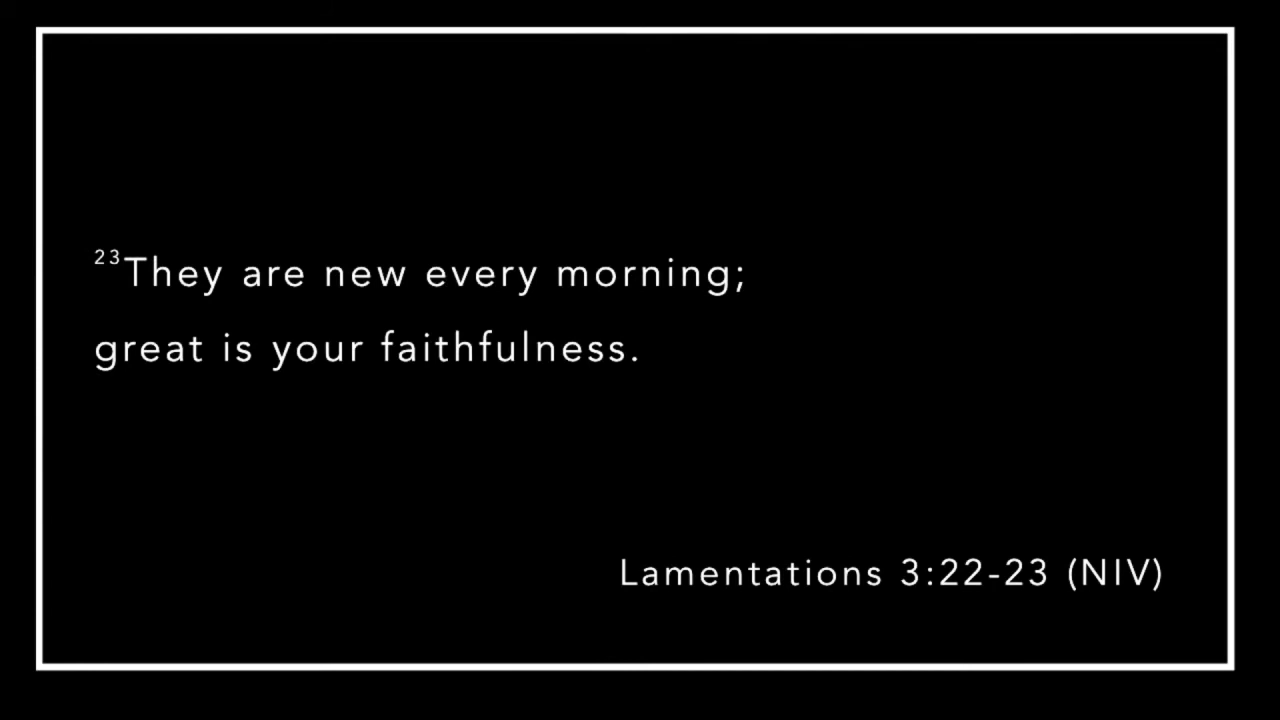 23They are new every morning;
great is your faithfulness.
Lamentations 3:22-23 (NIV)